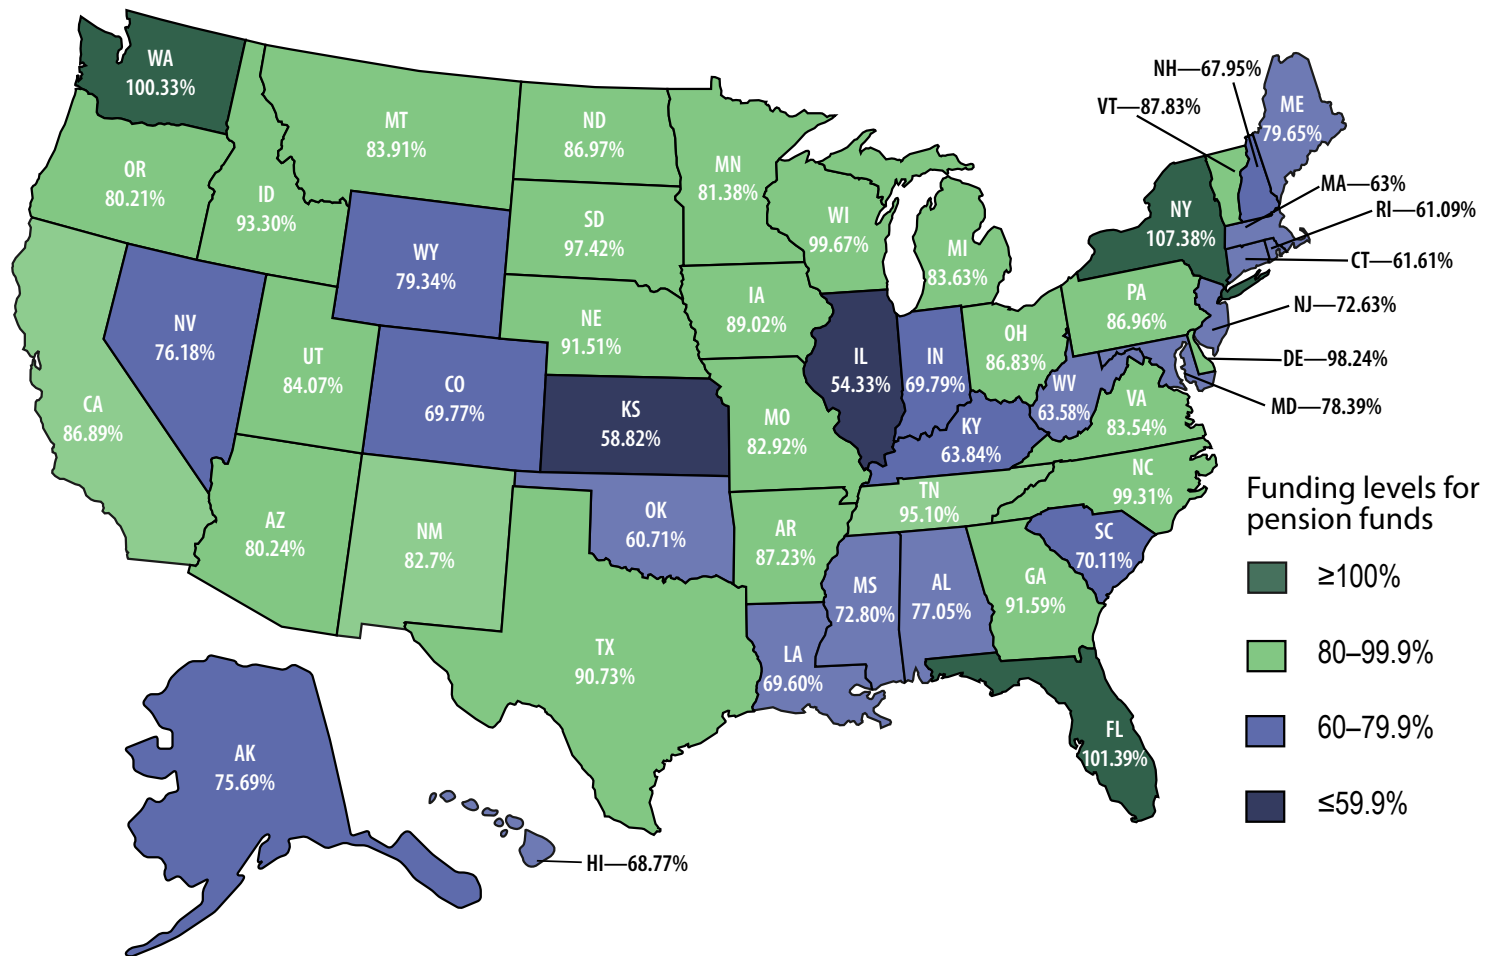 WA
100.33%
OR
80.21%
CA
86.89%
ID
93.30%
NV
76.18%
MT
83.91%
WY
79.34%
UT
84.07%
AZ
80.24%
CO
69.77%
NM
82.7%
ND
86.97%
SD
97.42%
NE
91.51%
KS
58.82%
OK
60.71%
TX
90.73%
MN
81.38%
IA
89.02%
MO
82.92%
AR
87.23%
LA
69.60%
WI
99.67%
IL
54.33%
MI
83.63%
IN
69.79%
OH
86.83%
KY
63.84%
TN
95.10%
MS
72.80%
AL
77.05%
GA
91.59%
FL
101.39%
SC
70.11%
NC
99.31%
VA
83.54%
WV
63.58%
PA
86.96%
NY
107.38%
ME
79.65%
NH—67.95%
VT—87.83%
MA—63%
RI—61.09%
CT—61.61%
NJ—72.63%
DE—98.24%
MD—78.39%
AK
75.69%
HI—68.77%
Funding levels for
pension funds
≥100%
80–99.9%
60–79.9%
≤59.9%